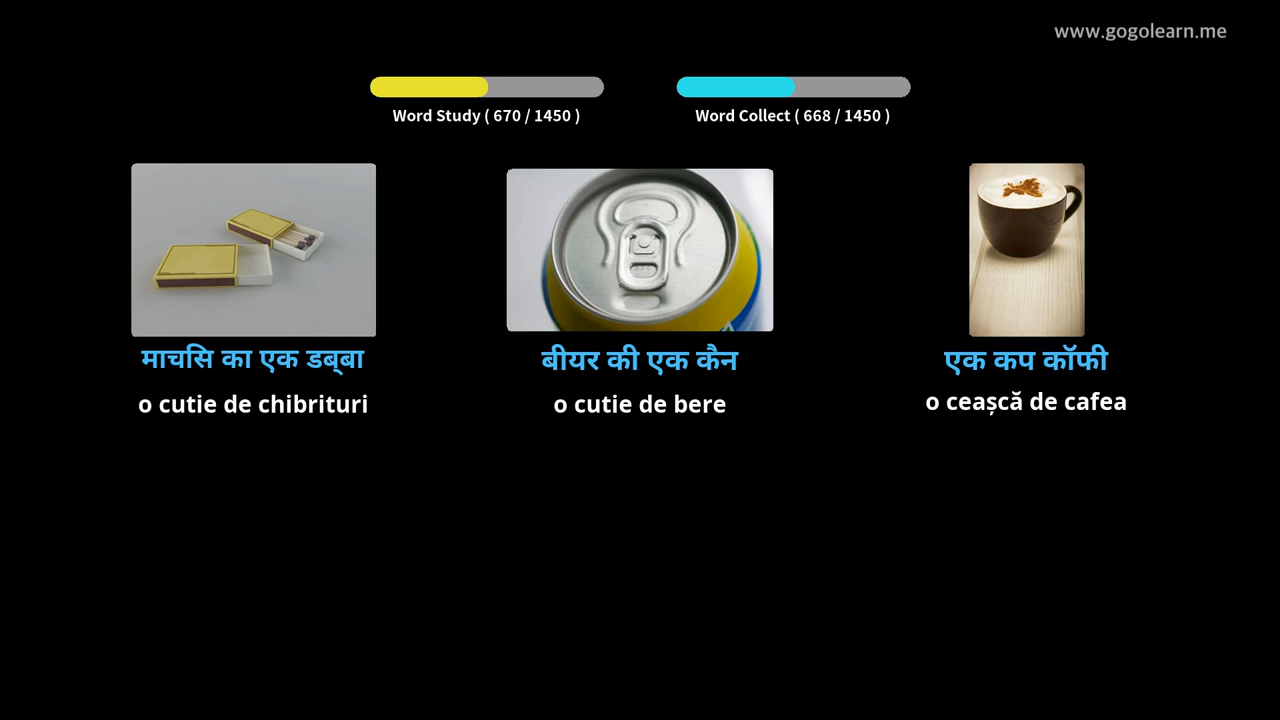 www.gogolearn.me
Word Study ( 670 / 1450 )
Word Collect ( 668 / 1450 )
माचसि का एक डब्‌बा
बीयर की एक कैन
एक कप कॉफी
o cutie de chibrituri
o cutie de bere
o ceașcă de cafea